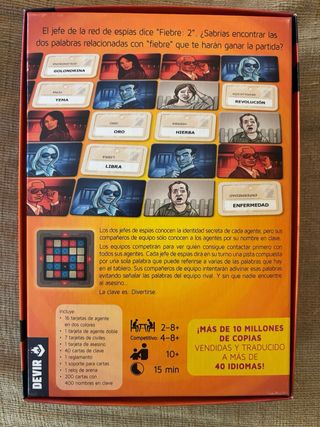 El jefe de la red de espías dice "Fiebre: 2". ¿Sabrías encontrar las
dos palabras relacionadas con "fiebre" que te harán ganar la partida?
GOLONDRINA
YEMA
REVOLUCIÓN
ORO
HIERBA
LIBRA
ENFERMEDAD
Los dos jefes de espías conocen la identidad secreta de cada agente, pero sus
compañeros de equipo sólo conocen a los agentes por su nombre en clave.
Los equipos competirán para ver quién consigue contactar primero con
todos sus agentes. Cada jefe de espías dira en su turno una pista compuesta
por una sola palabra que puede referirse a varias de las palabras que hay
en el tablero. Sus compañeros de equipo intentarán adivinar esas palabras
evitando señalar las palabras del equipo rival. Y sin que nadie encuentre
al asesino.
La clave es: Divertirse
DEVIR
Incluye:
16 tarjetas de agente
en dos colores
1 tarjeta de agente doble
7 tarjetas de civiles
1 tarjeta de asesino
40 cartas de clave
1 reglamento
1 soporte para cartas
1 reloj de arena
200 cartas con
400 nombres en clave
2-8+
Competitivo: 4-8+
10+
15 min
¡MÁS DE 10 MILLONES
DE COPIAS
VENDIDAS Y TRADUCIDO
A MÁS DE
40 IDIOMAS!